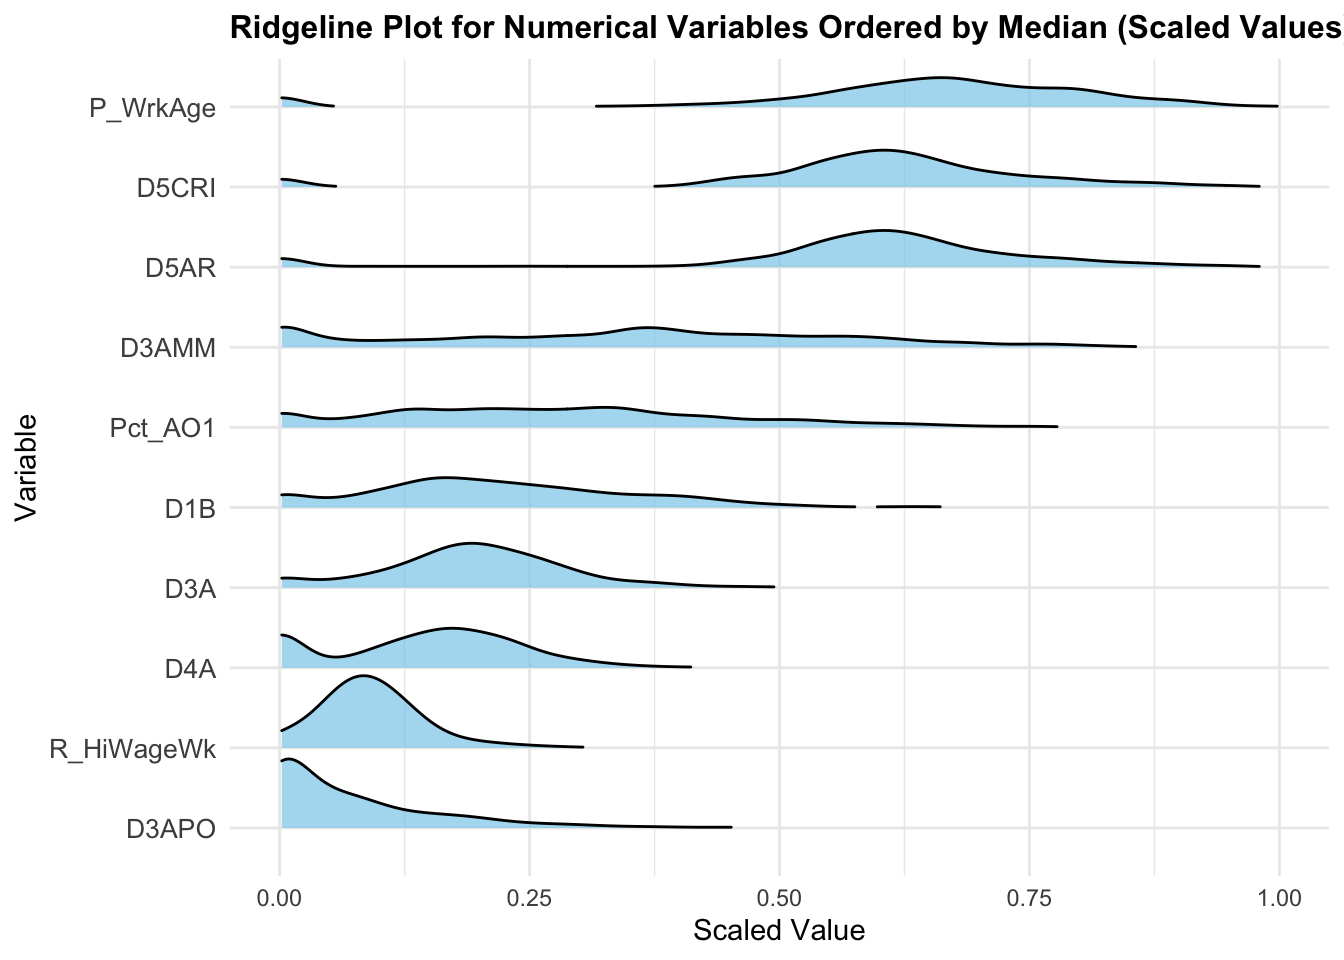 Ridgeline Plot for Numerical Variables Ordered by Median (Scaled Values)
P_WrkAge
D5CRI
D5AR
D3AMM
Pct_AO1
D1B
D3A
D4A
R_HiWageWk
D3APO
Variable
0.00 0.25 0.50 0.75 1.00
Scaled Value